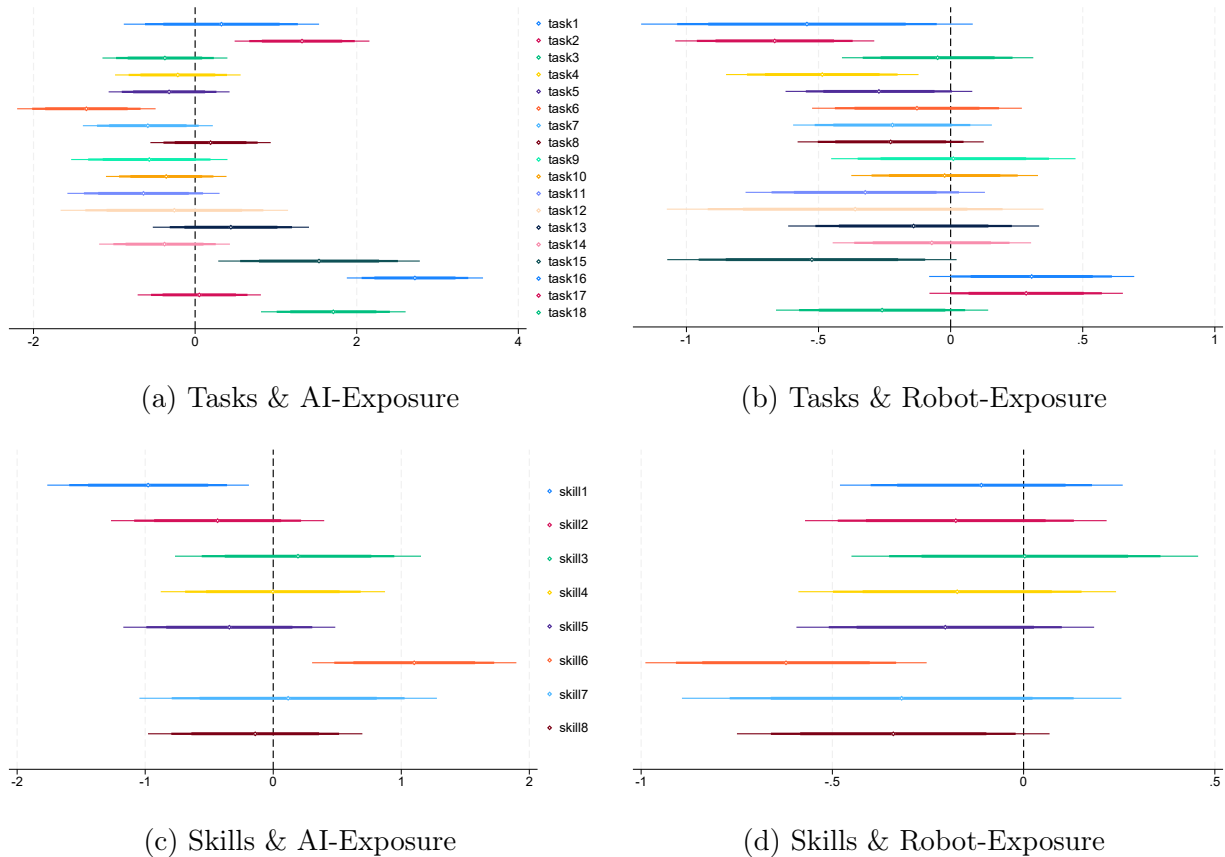 task1
task2
task3
task4
task5
task6
task7
task8
task9
task10
task11
task12
task13
task14
task15
task16
task17
task18
-2 0 2 4
-1 -.5 0 .5 1
(a) Tasks & AI-Exposure
(b) Tasks & Robot-Exposure
skill1
skill2
skill3
skill4
skill5
skill6
skill7
skill8
-2 -1 0 1 2
-1 -.5 0 .5
(c) Skills & AI-Exposure
(d) Skills & Robot-Exposure